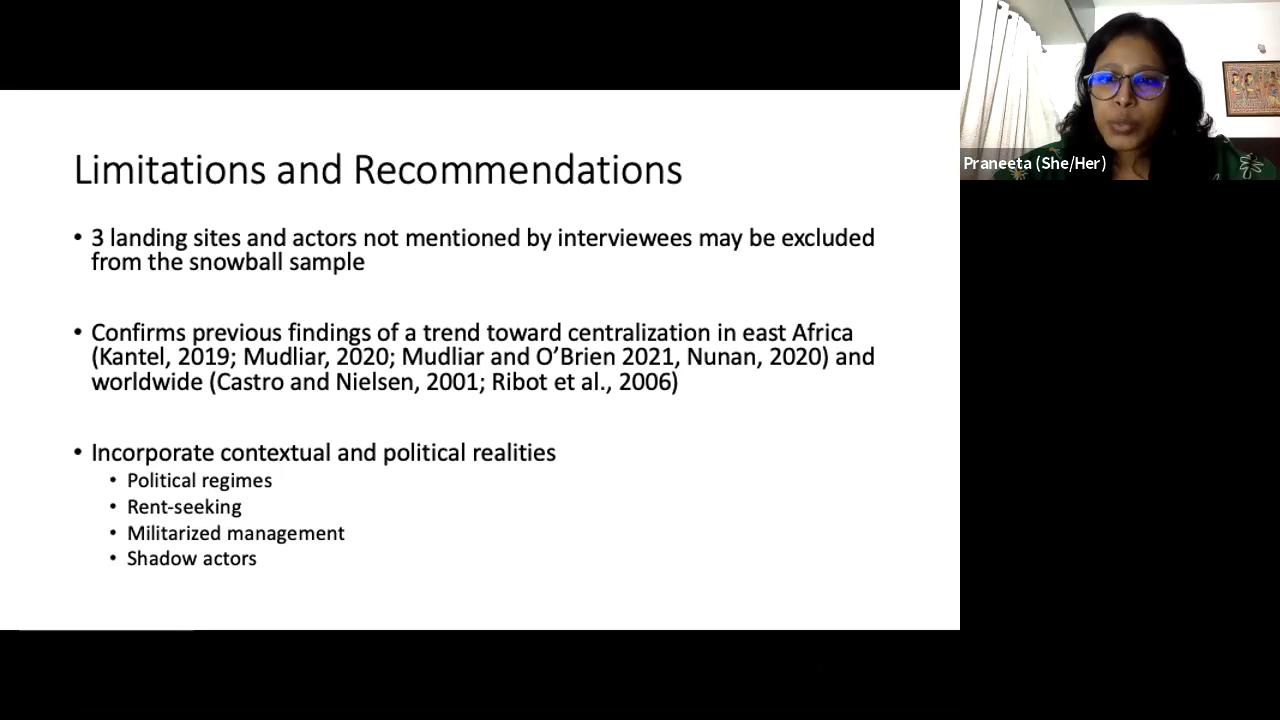 Limitations and Recommendations
• 3 landing sites and actors not mentioned by interviewees may be excluded
from the snowball sample
• Confirms previous findings of a trend toward centralization in east Africa
(Kantel, 2019; Mudliar, 2020; Mudliar and O’Brien 2021, Nunan, 2020) and
worldwide (Castro and Nielsen, 2001; Ribot et al., 2006)
• Incorporate contextual and political realities
• Political regimes
• Rent-seeking
• Militarized management
• Shadow actors
Praneeta (She/Her)